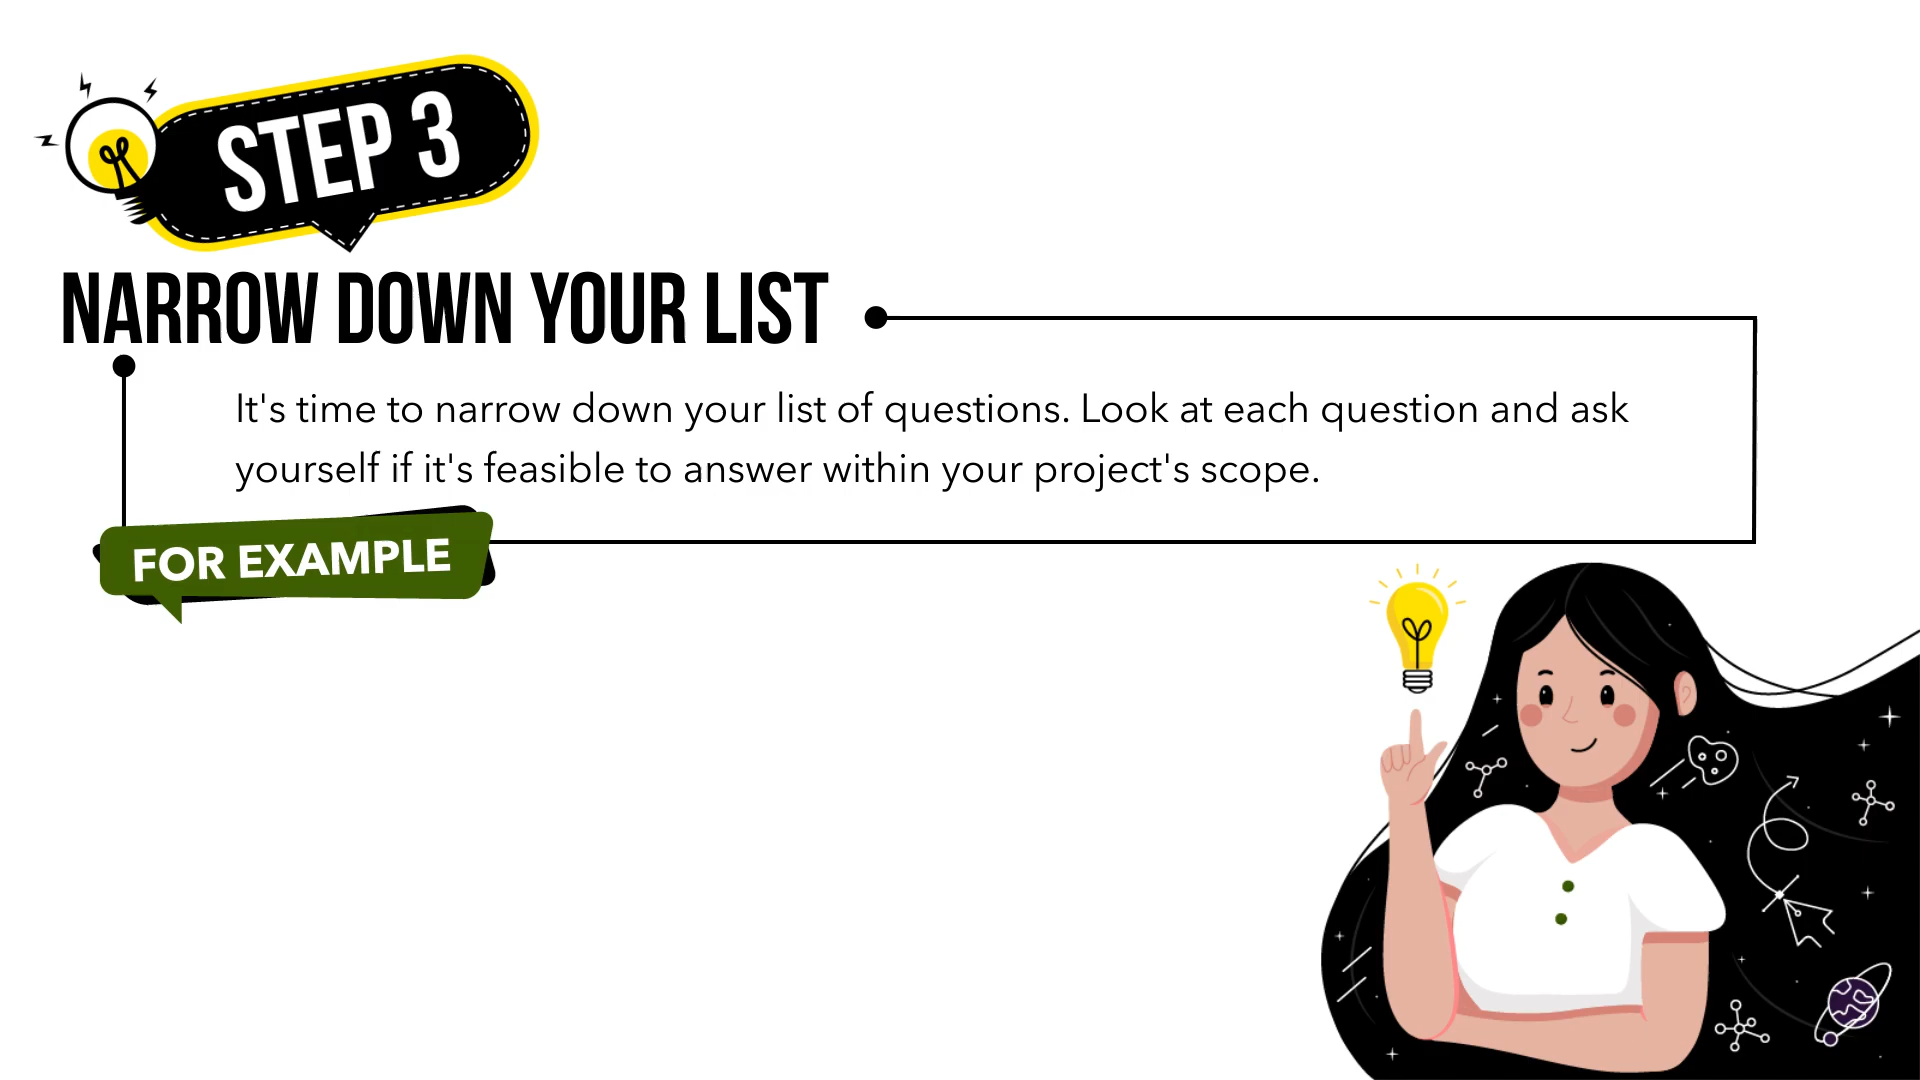 STEP 3
NARROW DOWN YOUR LIST
It's time to narrow down your list of questions. Look at each question and ask
yourself if it's feasible to answer within your project's scope.
FOR EXAMPLE